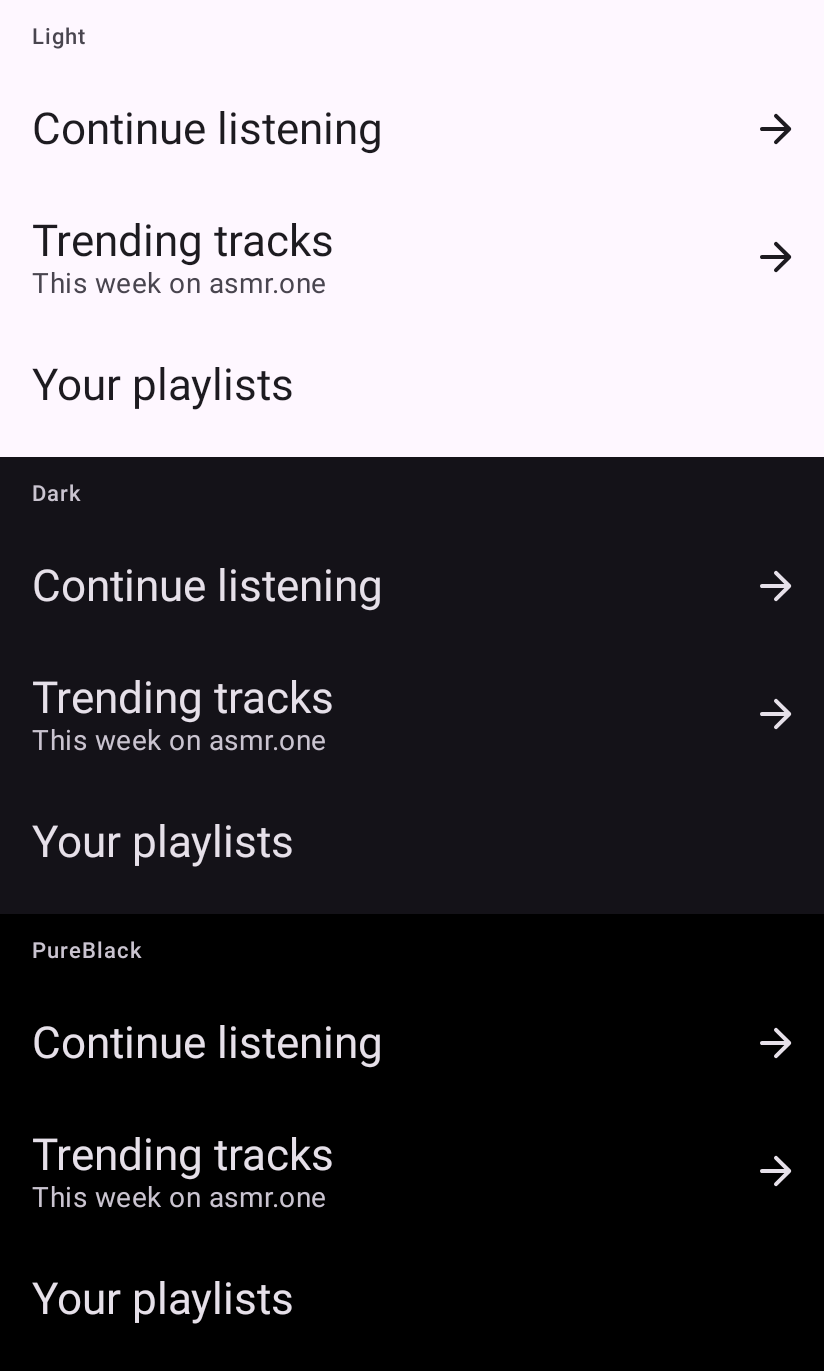 Light
Continue listening
Trending tracks
This week on asmr.one
Your playlists
Dark
Continue listening
Trending tracks
This week on asmr.one
Your playlists
PureBlack
Continue listening
Trending tracks
This week on asmr.one
Your playlists